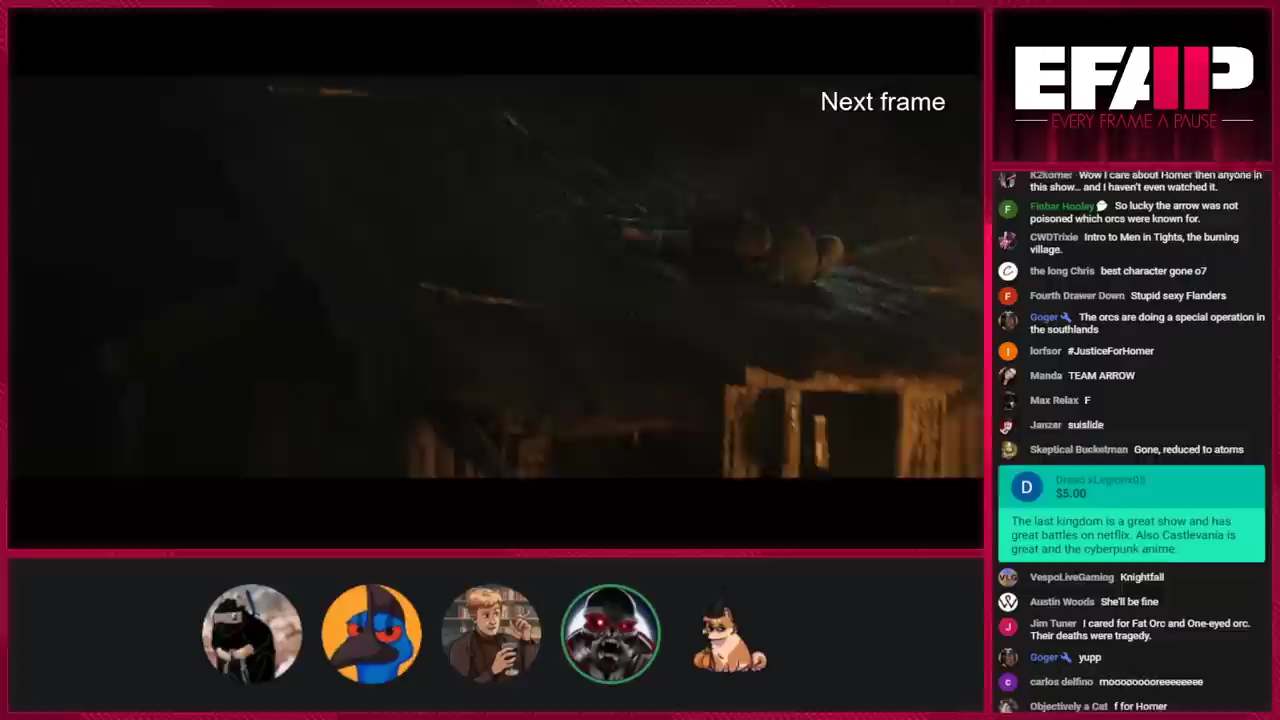 Next frame
EFAP
EVERY FRAME A PAUSE
K2komer Wow I care about Homer then anyone in
this show... and I haven't even watched it.
F
Finbar Hooley So lucky the arrow was not
poisoned which orcs were known for.
CWDTrixie Intro to Men in Tights, the burning
village.
the long Chris best character gone o7
F
Fourth Drawer Down Stupid sexy Flanders
Goger The orcs are doing a special operation in
the southlands
lorfsor #JusticeForHomer
Manda TEAM ARROW
Max Relax F
Janzer suislide
Skeptical Bucketman Gone, reduced to atoms
D
$5.00
The last kingdom is a great show and has
great battles on netflix. Also Castlevania is
great and the cyberpunk anime.
VLG
VespoLiveGaming Knightfall
Austin Woods She'll be fine
J
Jim Tuner I cared for Fat Orc and One-eyed orc.
Their deaths were tragedy.
Goger yupp
c
carlos delfino moooooooreeeeeeee
Objectively a Cat f for Homer